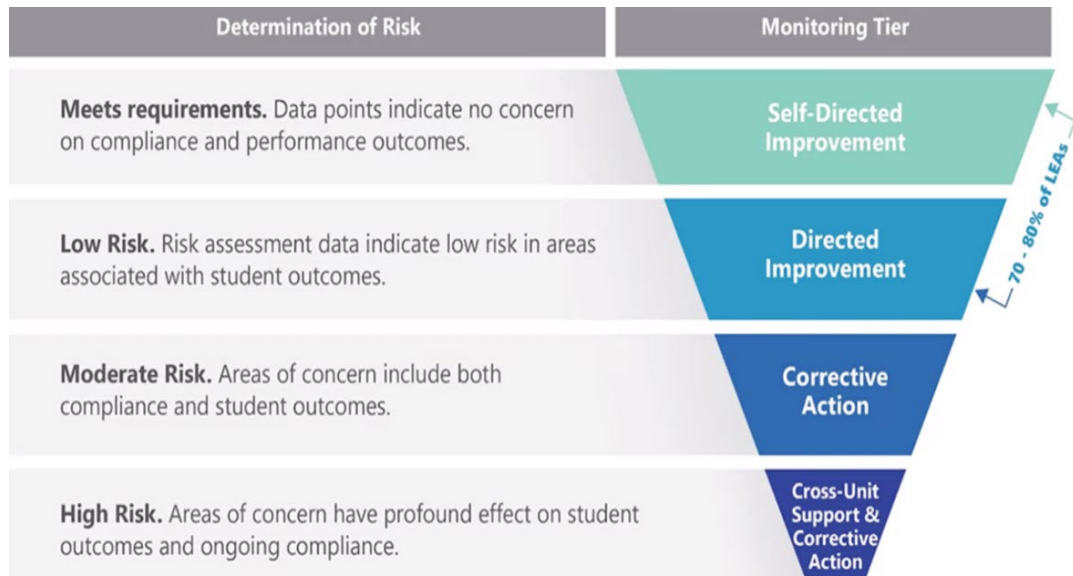 Determination of Risk
Monitoring Tier
Meets requirements. Data points indicate no concern
on compliance and performance outcomes.
Self-Directed
Improvement
70 - 80% of LEAs
Low Risk. Risk assessment data indicate low risk in areas
associated with student outcomes.
Directed
Improvement
Moderate Risk. Areas of concern include both
compliance and student outcomes.
Corrective
Action
High Risk. Areas of concern have profound effect on student
outcomes and ongoing compliance.
Cross-Unit
Support &
Corrective
Action